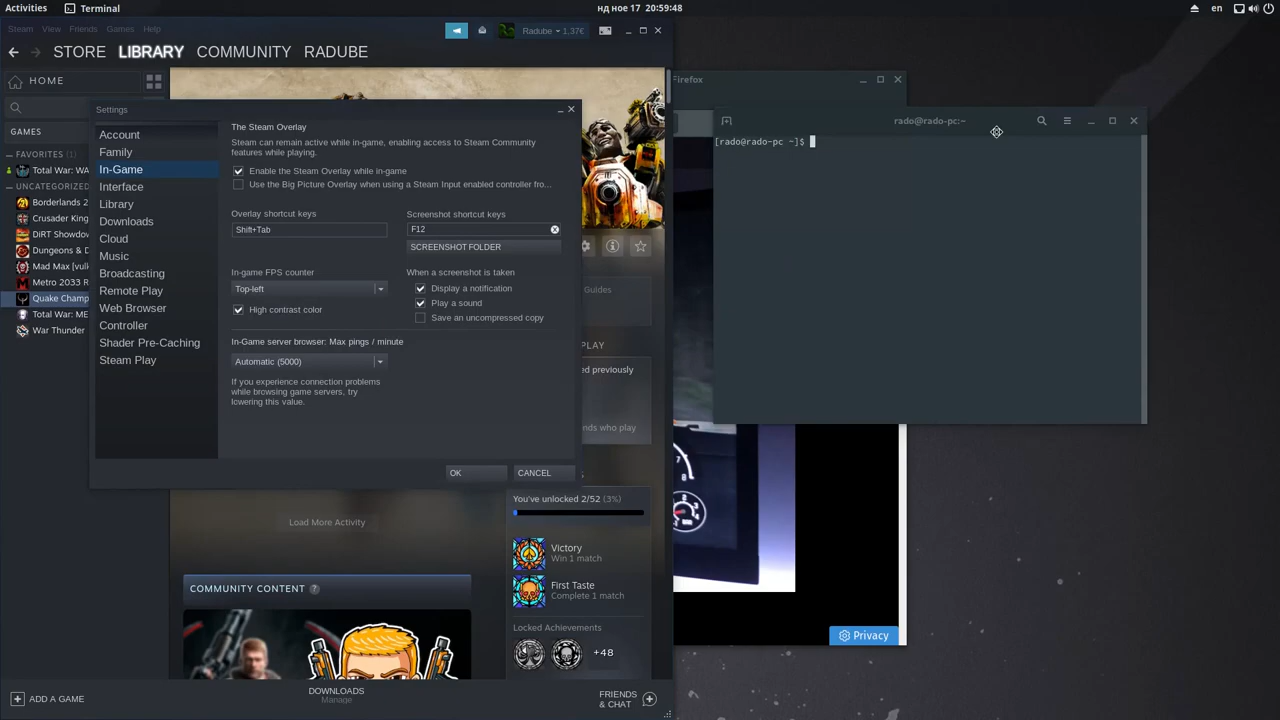 Activities
Terminal
нд ное 17 20:59:48
en
Steam View Friends Games Help
Radube 1,37€
STORE LIBRARY COMMUNITY RADUBE
HOME
GAMES
FAVORITES (1)
Total War: WA
UNCATEGORIZED
Borderlands 2
Crusader King
DiRT Showdow
Dungeons & D
Mad Max [vulk
Metro 2033 R
Quake Champ
Total War: ME
War Thunder
Settings
Account
Family
In-Game
Interface
Library
Downloads
Cloud
Music
Broadcasting
Remote Play
Web Browser
Controller
Shader Pre-Caching
Steam Play
The Steam Overlay
Steam can remain active while in-game, enabling access to Steam Community
features while playing.
Enable the Steam Overlay while in-game
Use the Big Picture Overlay when using a Steam Input enabled controller fro...
Overlay shortcut keys
Shift+Tab
Screenshot shortcut keys
F12
SCREENSHOT FOLDER
In-game FPS counter
Top-left
High contrast color
When a screenshot is taken
Display a notification
Play a sound
Save an uncompressed copy
In-Game server browser: Max pings / minute
Automatic (5000)
If you experience connection problems
while browsing game servers, try
lowering this value.
OK
CANCEL
Guides
PLAY
ed previously
nds who play
You've unlocked 2/52 (3%)
Victory
Win 1 match
First Taste
Complete 1 match
Locked Achievements
+48
Load More Activity
COMMUNITY CONTENT ?
ADD A GAME
DOWNLOADS
Manage
FRIENDS
& CHAT
Firefox
rado@rado-pc:~
[rado@rado-pc ~]$
8
Privacy